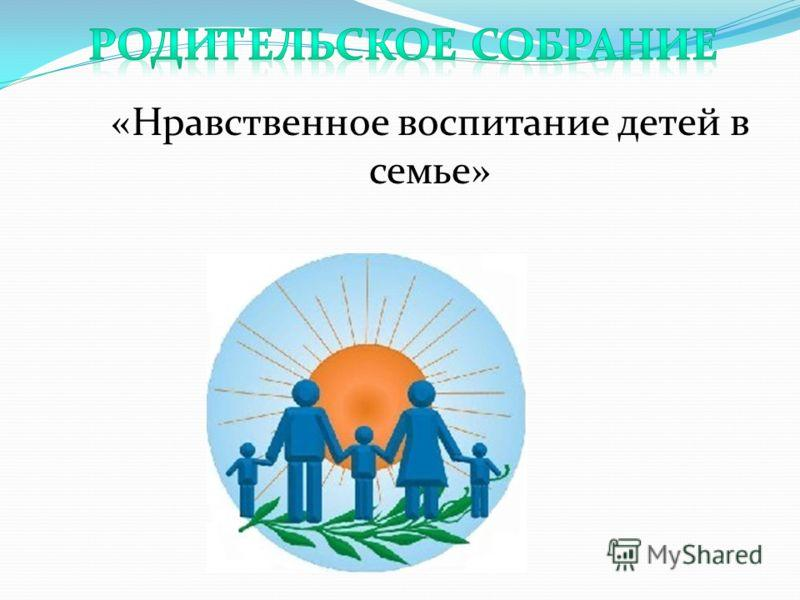 РОДИТЕЛЬСКОЕ СОБРАНИЕ
«Нравственное воспитание детей в
семье»
MyShared